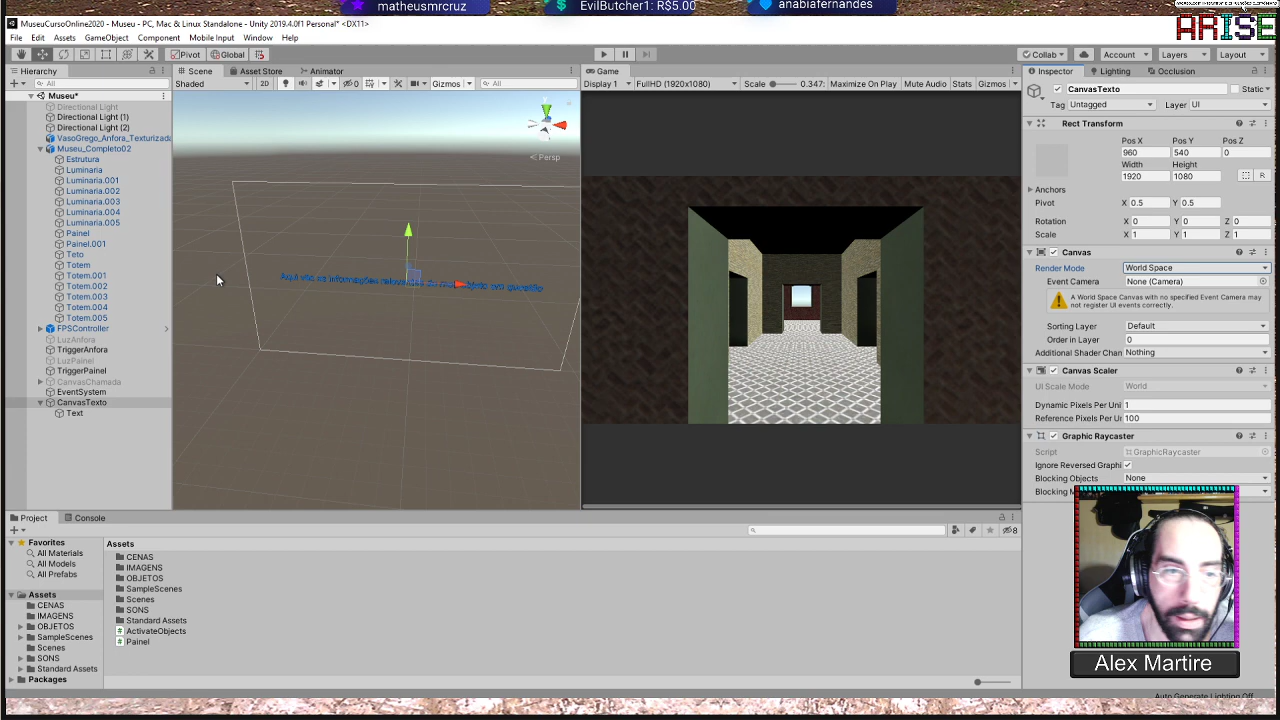 matheusmrcruz
EvilButcher1: R$5.00
anabiafernandes
ARISE
MuseuCursoOnline2020 - Museu - PC, Mac & Linux Standalone - Unity 2019.4.0f1 Personal* <DX11>
File Edit Assets GameObject Component Mobile Input Window Help
Pivot Global Collab Account Layers Layout
Hierarchy
All
Museu*
Directional Light
Directional Light (1)
Directional Light (2)
VasoGrego_Anfora_Texturizada
Museu_Completo02
Estrutura
Luminaria
Luminaria.001
Luminaria.002
Luminaria.003
Luminaria.004
Luminaria.005
Painel
Painel.001
Teto
Totem
Totem.001
Totem.002
Totem.003
Totem.004
Totem.005
FPSController
LuzAnfora
TriggerAnfora
LuzPainel
TriggerPainel
CanvasChamada
EventSystem
CanvasTexto
Text
Scene Asset Store Animator
Shaded 2D 0 Gizmos All
Persp
Aqui vão as informações
Game
Display 1 FullHD (1920x1080) Scale 0.347: Maximize On Play Mute Audio Stats Gizmos
Inspector Lighting Occlusion
CanvasTexto Static
Tag Untagged Layer UI
Rect Transform
Pos X Pos Y Pos Z
960 540 0
Width Height
1920 1080
R
Anchors
Pivot X 0.5 Y 0.5
Rotation X 0 Y 0 Z 0
Scale X 1 Y 1 Z 1
Canvas
Render Mode World Space
Event Camera None (Camera)
A World Space Canvas with no specified Event Camera may
not register UI events correctly.
Sorting Layer Default
Order in Layer 0
Additional Shader Chan Nothing
Canvas Scaler
UI Scale Mode World
Dynamic Pixels Per Uni 1
Reference Pixels Per U 100
Graphic Raycaster
Script GraphicRaycaster
Ignore Reversed Graphi
Blocking Objects None
Blocking M
Project Console
8
Favorites
All Materials
All Models
All Prefabs
Assets
CENAS
IMAGENS
OBJETOS
SampleScenes
Scenes
SONS
Standard Assets
Packages
Assets
CENAS
IMAGENS
OBJETOS
SampleScenes
Scenes
SONS
Standard Assets
ActivateObjects
Painel
Alex Martire
Auto Generate Lighting Off